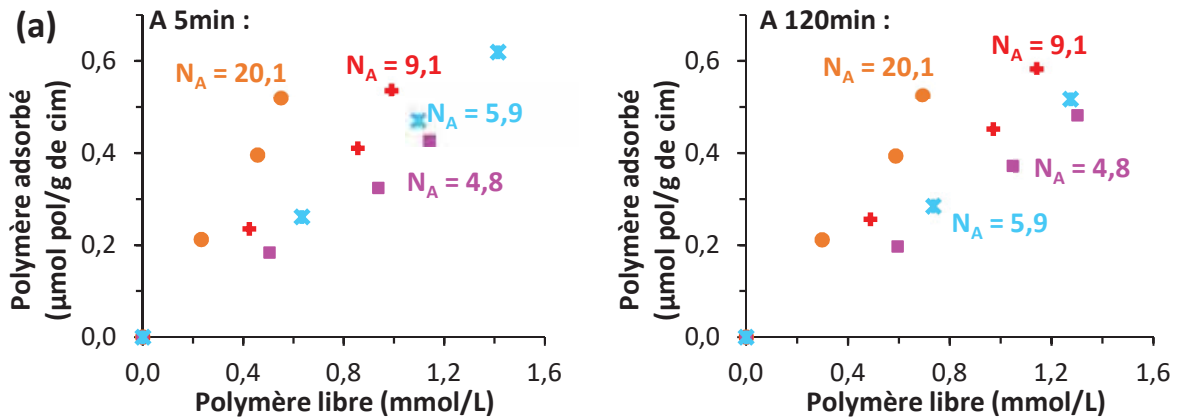 (a)
A 5min :
Polymère adsorbé
(µmol pol/g de cim)
0,6
0,4
0,2
0,0
N_A = 20,1
N_A = 9,1
N_A = 5,9
N_A = 4,8
0,0 0,4 0,8 1,2 1,6
Polymère libre (mmol/L)
A 120min :
Polymère adsorbé
(µmol pol/g de cim)
0,6
0,4
0,2
0,0
N_A = 9,1
N_A = 20,1
N_A = 4,8
N_A = 5,9
0,0 0,4 0,8 1,2 1,6
Polymère libre (mmol/L)